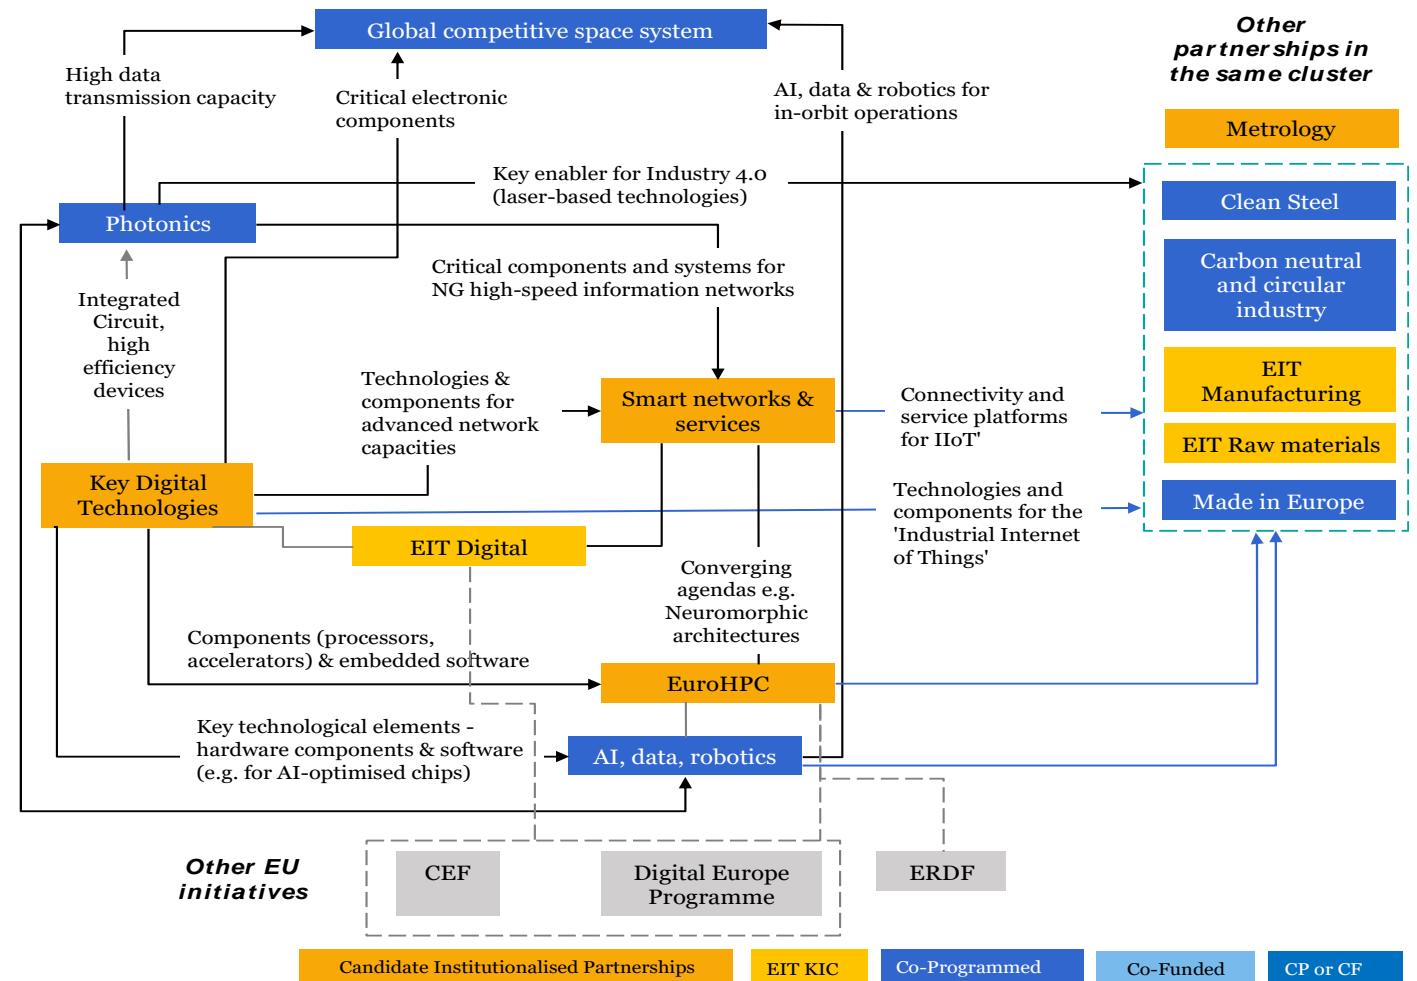 Global competitive space system
Other
partnerships in
the same cluster
High data
transmission capacity
Critical electronic
components
AI, data & robotics for
in-orbit operations
Metrology
Key enabler for Industry 4.0
(laser-based technologies)
Clean Steel
Photonics
Carbon neutral
and circular
industry
Critical components and systems for
NG high-speed information networks
Integrated
Circuit,
high
efficiency
devices
EIT
Manufacturing
Technologies &
components for
advanced network
capacities
Smart networks &
services
Connectivity and
service platforms
for IIoT'
EIT Raw materials
Key Digital
Technologies
Technologies and
components for the
'Industrial Internet
of Things'
Made in Europe
EIT Digital
Converging
agendas e.g.
Neuromorphic
architectures
Components (processors,
accelerators) & embedded software
EuroHPC
Key technological elements -
hardware components & software
(e.g. for AI-optimised chips)
AI, data, robotics
Other EU
initiatives
CEF
Digital Europe
Programme
ERDF
Candidate Institutionalised Partnerships
EIT KIC
Co-Programmed
Co-Funded
CP or CF